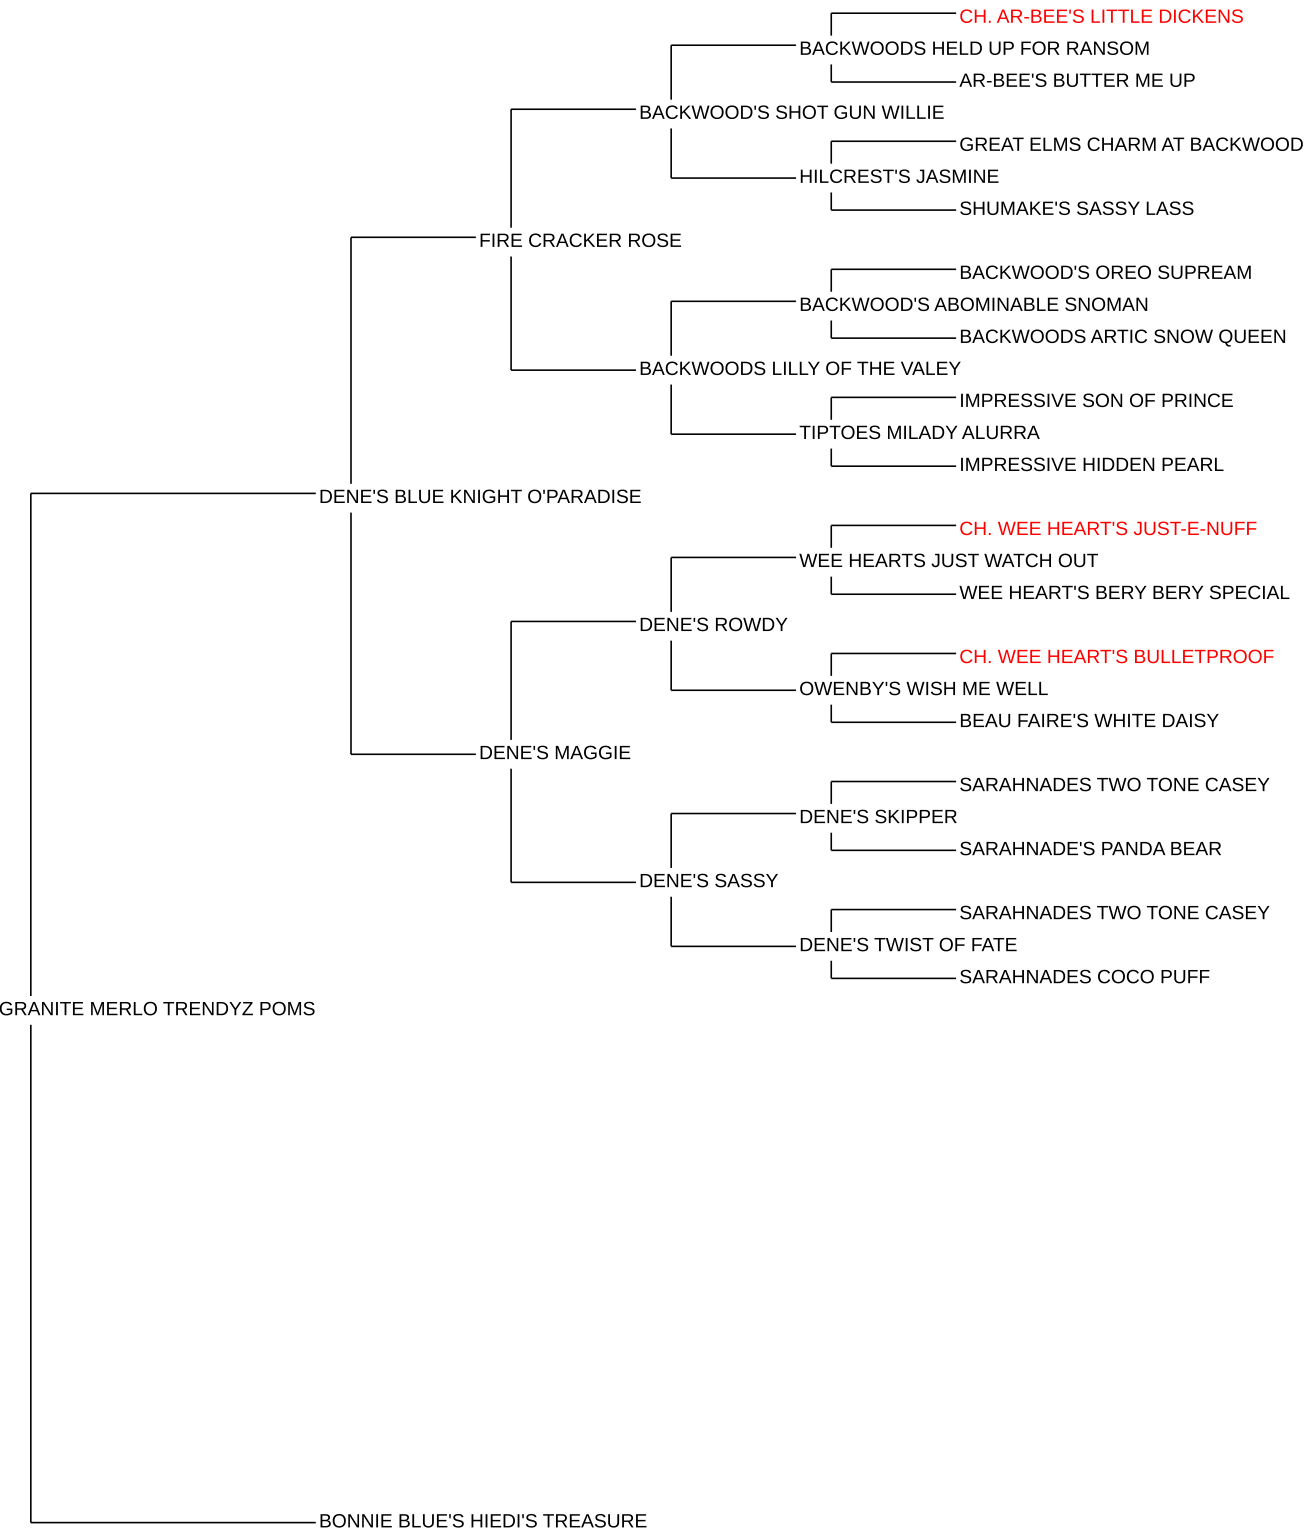 CH. AR-BEE'S LITTLE DICKENS
BACKWOODS HELD UP FOR RANSOM
AR-BEE'S BUTTER ME UP
BACKWOOD'S SHOT GUN WILLIE
GREAT ELMS CHARM AT BACKWOOD
HILCREST'S JASMINE
SHUMAKE'S SASSY LASS
FIRE CRACKER ROSE
BACKWOOD'S OREO SUPREAM
BACKWOOD'S ABOMINABLE SNOMAN
BACKWOODS ARTIC SNOW QUEEN
BACKWOODS LILLY OF THE VALEY
IMPRESSIVE SON OF PRINCE
TIPTOES MILADY ALURRA
IMPRESSIVE HIDDEN PEARL
DENE'S BLUE KNIGHT O'PARADISE
CH. WEE HEART'S JUST-E-NUFF
WEE HEARTS JUST WATCH OUT
WEE HEART'S BERY BERY SPECIAL
DENE'S ROWDY
CH. WEE HEART'S BULLETPROOF
OWENBY'S WISH ME WELL
BEAU FAIRE'S WHITE DAISY
DENE'S MAGGIE
SARAHNADES TWO TONE CASEY
DENE'S SKIPPER
SARAHNADE'S PANDA BEAR
DENE'S SASSY
SARAHNADES TWO TONE CASEY
DENE'S TWIST OF FATE
SARAHNADES COCO PUFF
GRANITE MERLO TRENDYZ POMS
BONNIE BLUE'S HIEDI'S TREASURE